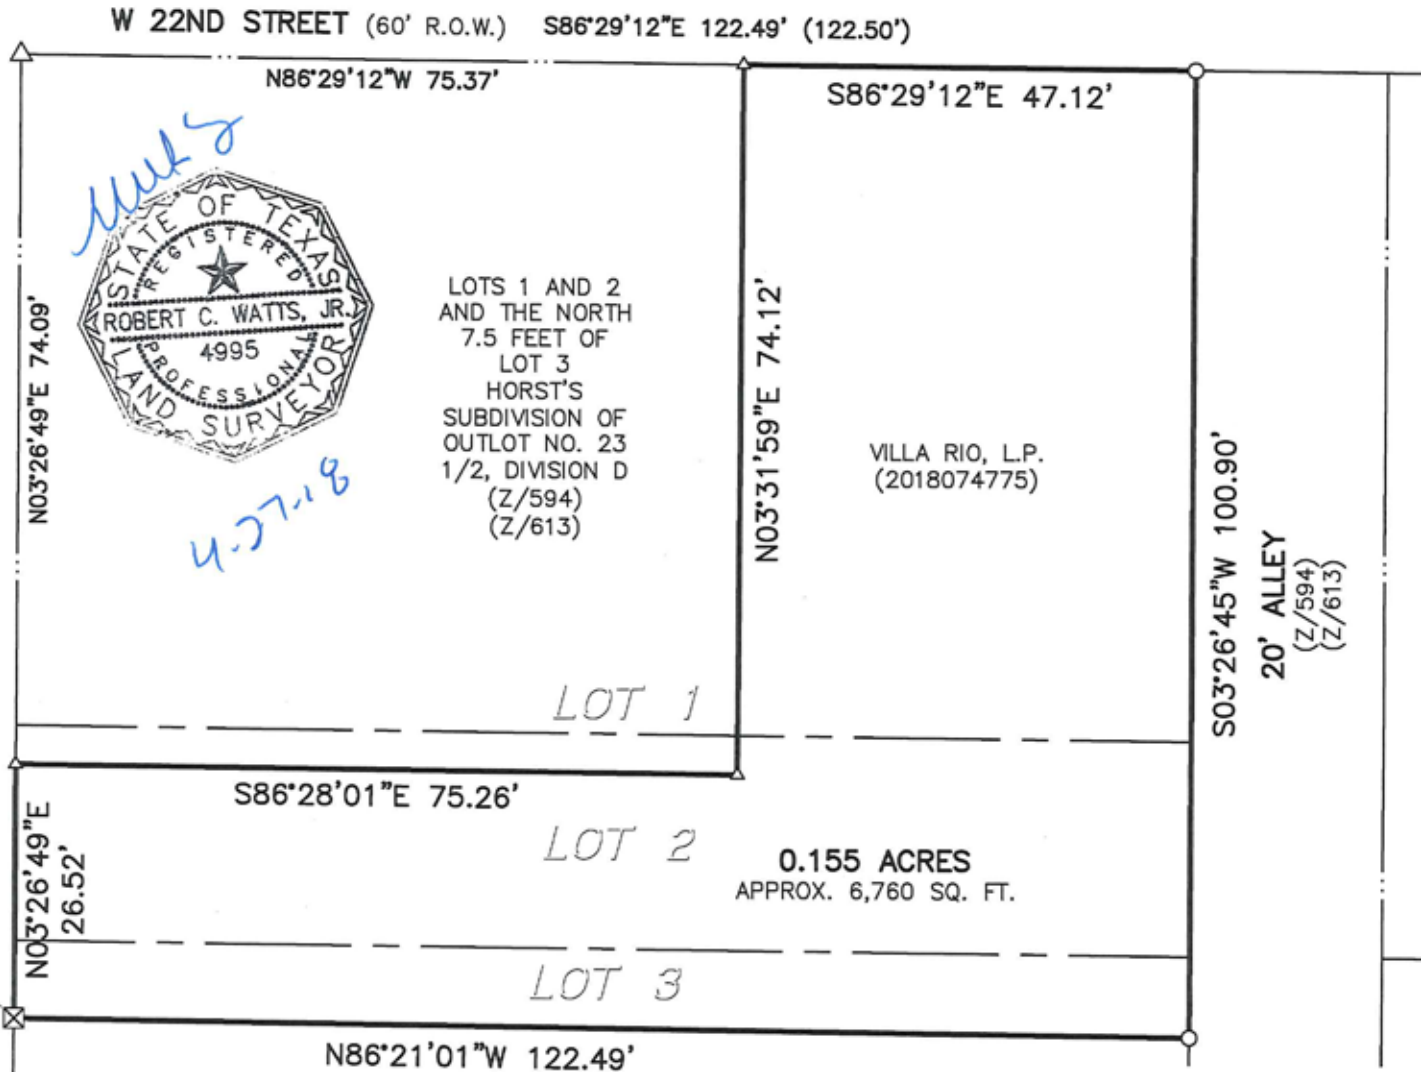 W 22ND STREET (60' R.O.W.) S86°29'12"E 122.49' (122.50')
N86°29'12"W 75.37'
S86°29'12"E 47.12'
STATE OF TEXAS
REGISTERED
ROBERT C. WATTS, JR.
4995
PROFESSIONAL
LAND SURVEYOR
4-27-18
N03°26'49"E 74.09'
LOTS 1 AND 2
AND THE NORTH
7.5 FEET OF
LOT 3
HORST'S
SUBDIVISION OF
OUTLOT NO. 23
1/2, DIVISION D
(Z/594)
(Z/613)
N03°31'59"E 74.12'
VILLA RIO, L.P.
(2018074775)
S03°26'45"W 100.90'
20' ALLEY
(Z/594)
(Z/613)
LOT 1
S86°28'01"E 75.26'
N03°26'49"E
26.52'
LOT 2
0.155 ACRES
APPROX. 6,760 SQ. FT.
LOT 3
N86°21'01"W 122.49'